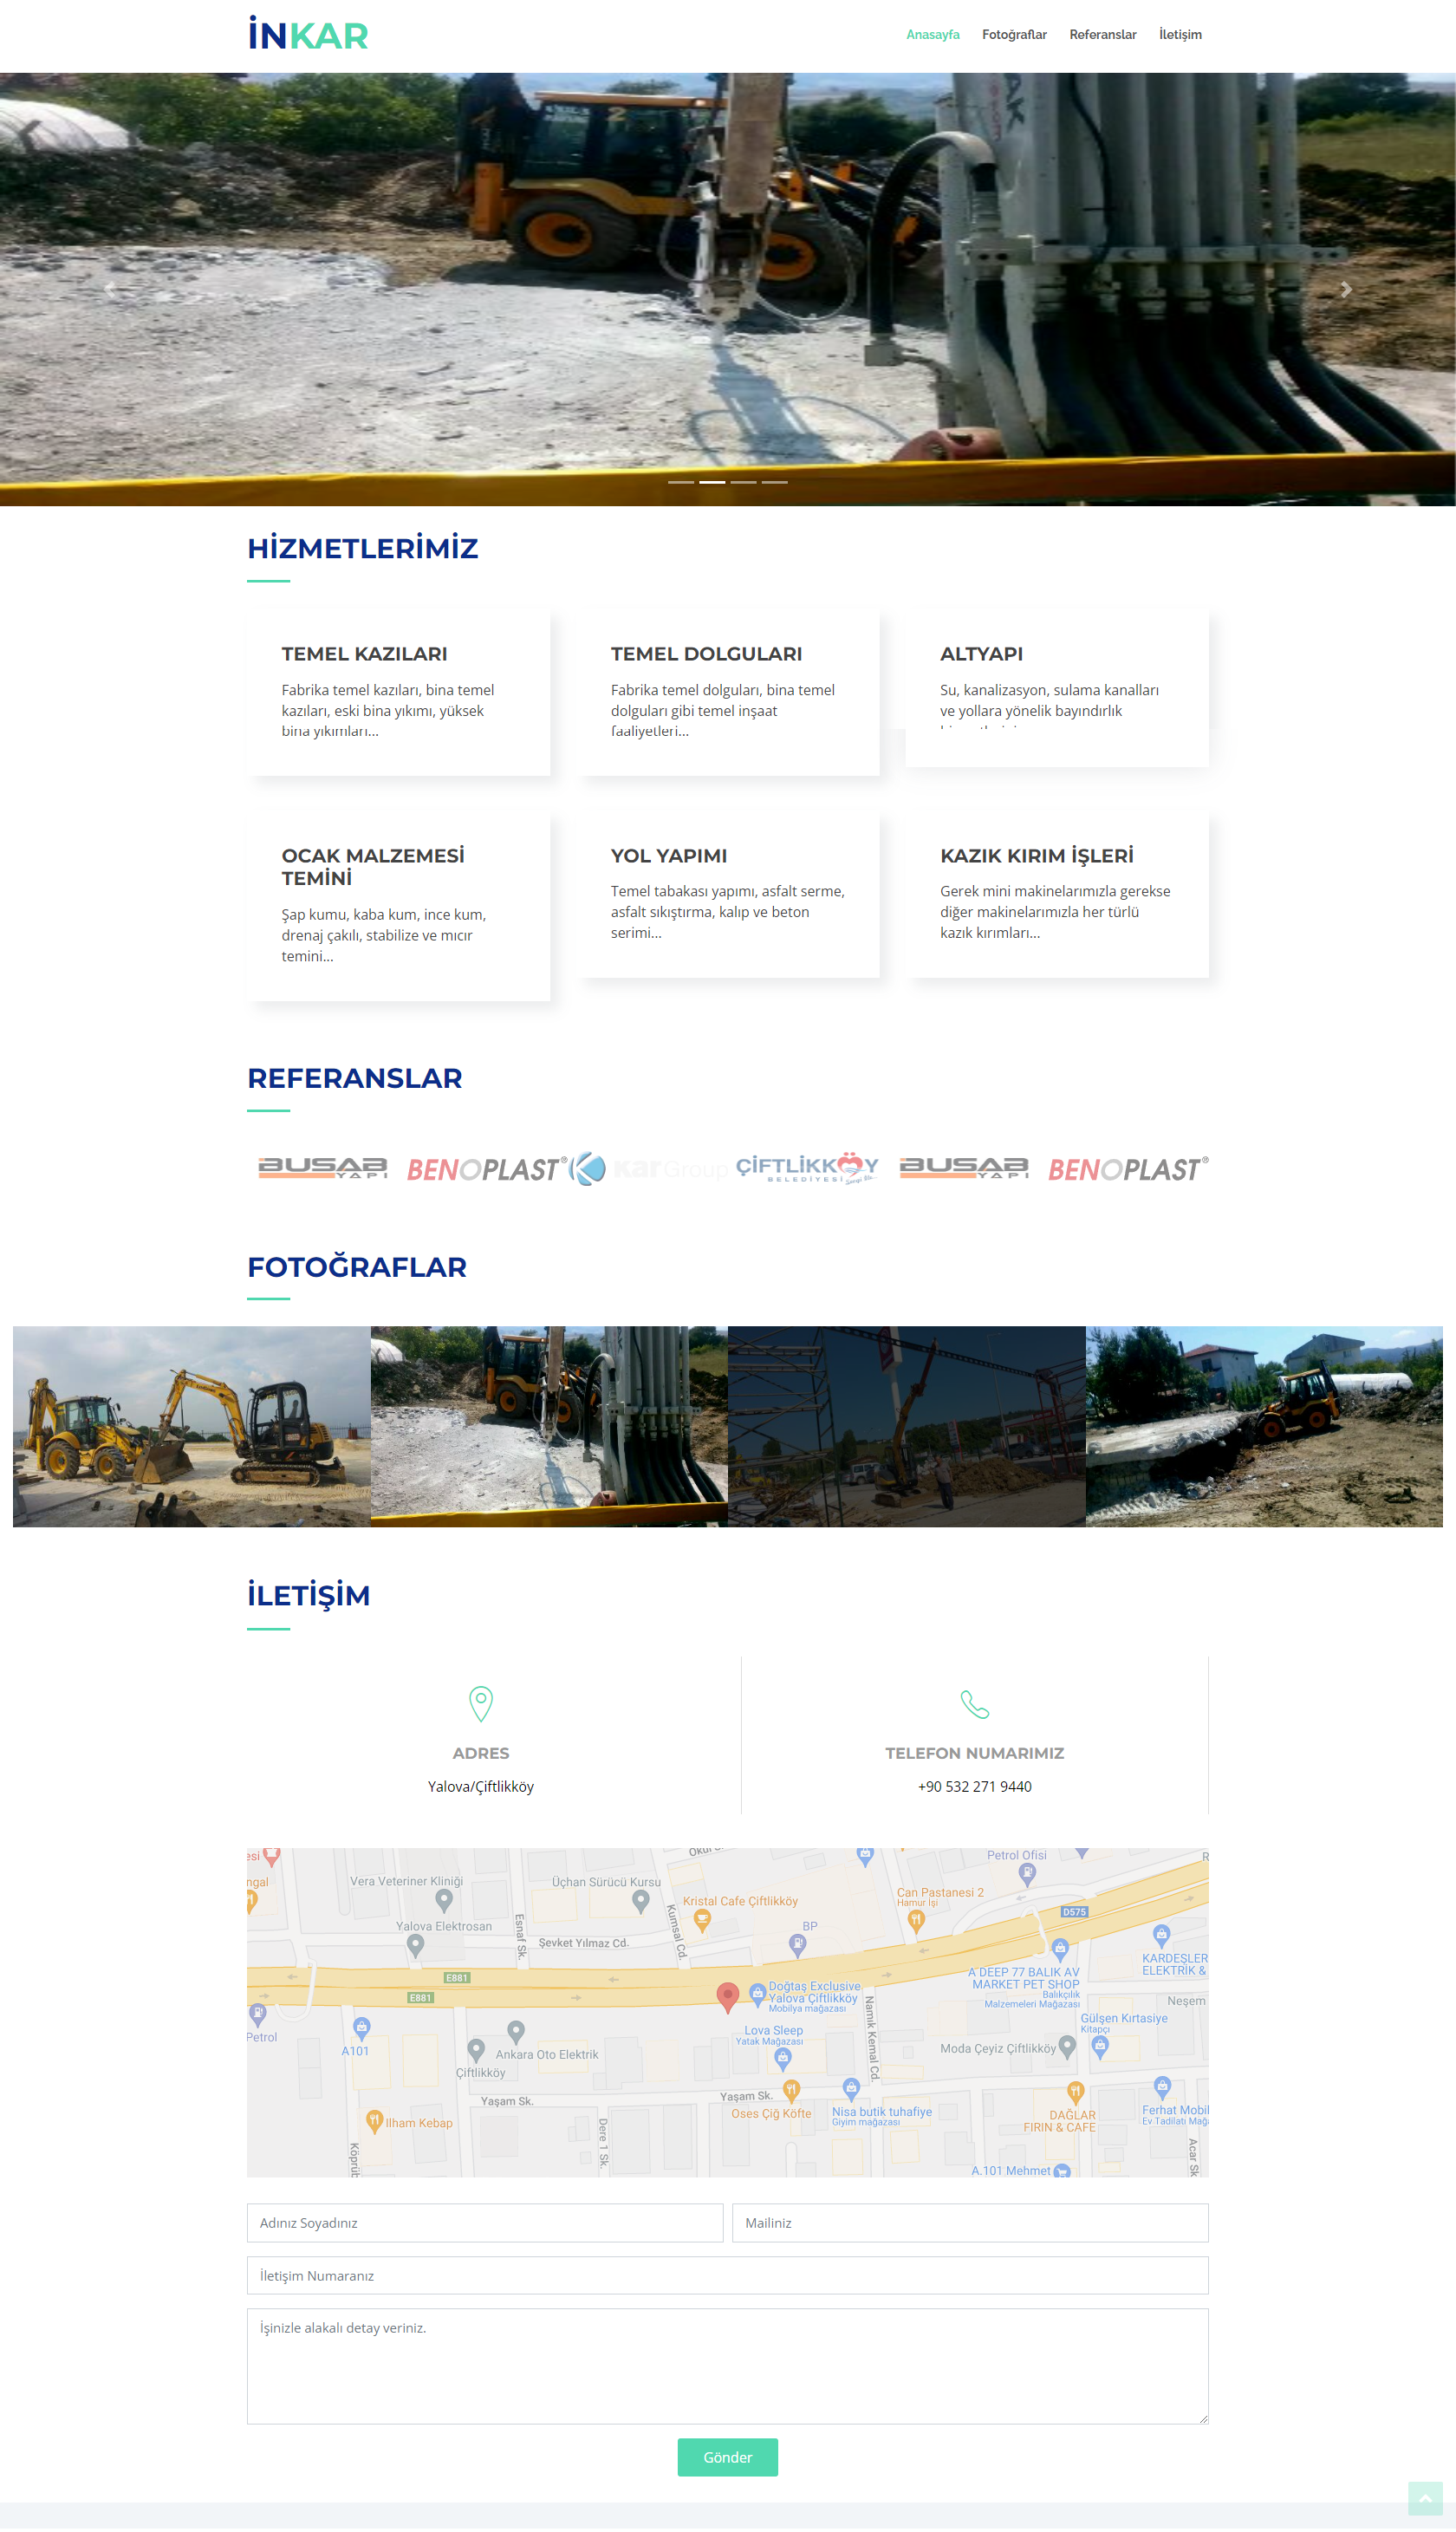 İNKAR
Anasayfa Fotoğraflar Referanslar İletişim
HİZMETLERİMİZ
TEMEL KAZILARI
Fabrika temel kazıları, bina temel
kazıları, eski bina yıkımı, yüksek
bina yıkımları...
TEMEL DOLGULARI
Fabrika temel dolguları, bina temel
dolguları gibi temel inşaat
faaliyetleri...
ALTYAPI
Su, kanalizasyon, sulama kanalları
ve yollara yönelik bayındırlık
OCAK MALZEMESİ
TEMİNİ
Şap kumu, kaba kum, ince kum,
drenaj çakılı, stabilize ve mıcır
temini...
YOL YAPIMI
Temel tabakası yapımı, asfalt serme,
asfalt sıkıştırma, kalıp ve beton
serimi...
KAZIK KIRIM İŞLERİ
Gerek mini makinelarımızla gerekse
diğer makinelarımızla her türlü
kazık kırımları...
REFERANSLAR
BUSAB YAPI
BENOPLAST®
Kar Group
ÇİFTLİKKÖY
BELEDİYESİ
BUSAB YAPI
BENOPLAST®
FOTOĞRAFLAR
İLETİŞİM
ADRES
Yalova/Çiftlikköy
TELEFON NUMARIMIZ
+90 532 271 9440
esi
ngal
Vera Veteriner Kliniği
Üçhan Sürücü Kursu
Petrol Ofisi
Kristal Cafe Çiftlikköy
Can Pastanesi 2
Hamur İşi
D575
Yalova Elektrosan
Esnaf Sk.
Şevket Yılmaz Cd.
Kumsal Cd.
BP
KARDEŞLER
ELEKTRİK &
A DEEP 77 BALIK AV
MARKET PET SHOP
Balıkçılık
Malzemeleri Mağazası
E881
E881
Doğtaş Exclusive
Yalova Çiftlikköy
Mobilya mağazası
Neşem
Petrol
A101
Lova Sleep
Yatak Mağazası
Namık Kemal Cd.
Gülşen Kırtasiye
Kitapçı
Ankara Oto Elektrik
Çiftlikköy
Moda Çeyiz Çiftlikköy
Yaşam Sk.
Yaşam Sk.
Oses Çiğ Köfte
Nisa butik tuhafiye
Giyim mağazası
DAĞLAR
FIRIN & CAFE
Ferhat Mobil
Ev Tadilatı Mağ
İlham Kebap
Dere 1 Sk.
Köprüb
Acar Sk
A.101 Mehmet
Adınız Soyadınız
Mailiniz
İletişim Numaranız
İşinizle alakalı detay veriniz.
Gönder